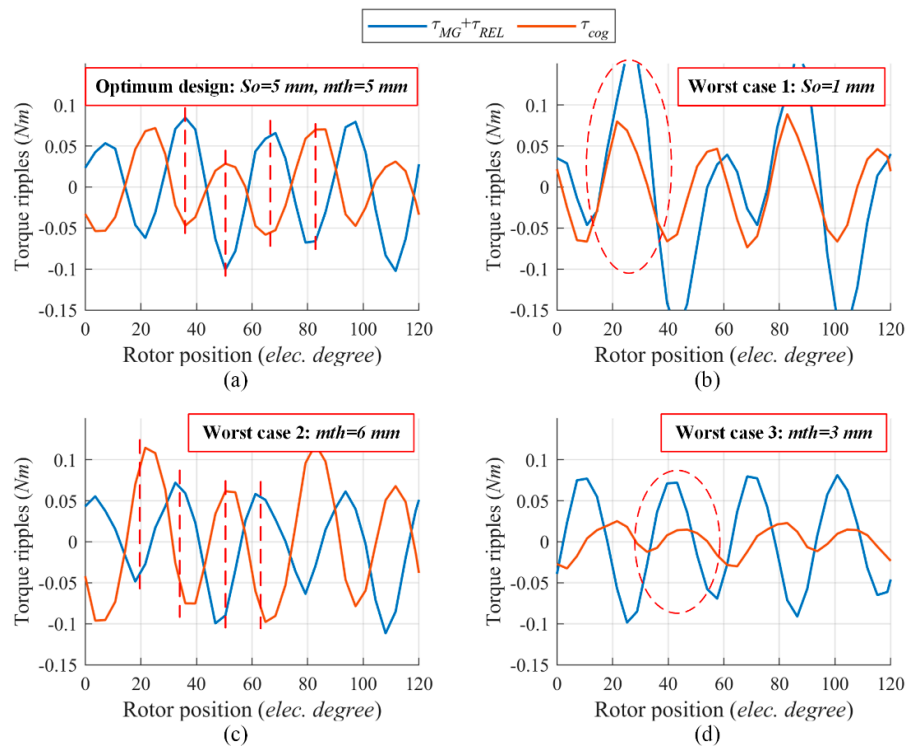 τMG+τREL τcog
Optimum design: So=5 mm, mth=5 mm
Torque ripples (Nm)
0.1
0.05
0
-0.05
-0.1
-0.15
0 20 40 60 80 100 120
Rotor position (elec. degree)
(a)
Worst case 1: So=1 mm
Torque ripples (Nm)
0.1
0.05
0
-0.05
-0.1
-0.15
0 20 40 60 80 100 120
Rotor position (elec. degree)
(b)
Worst case 2: mth=6 mm
Torque ripples (Nm)
0.1
0.05
0
-0.05
-0.1
-0.15
0 20 40 60 80 100 120
Rotor position (elec. degree)
(c)
Worst case 3: mth=3 mm
Torque ripples (Nm)
0.1
0.05
0
-0.05
-0.1
-0.15
0 20 40 60 80 100 120
Rotor position (elec. degree)
(d)